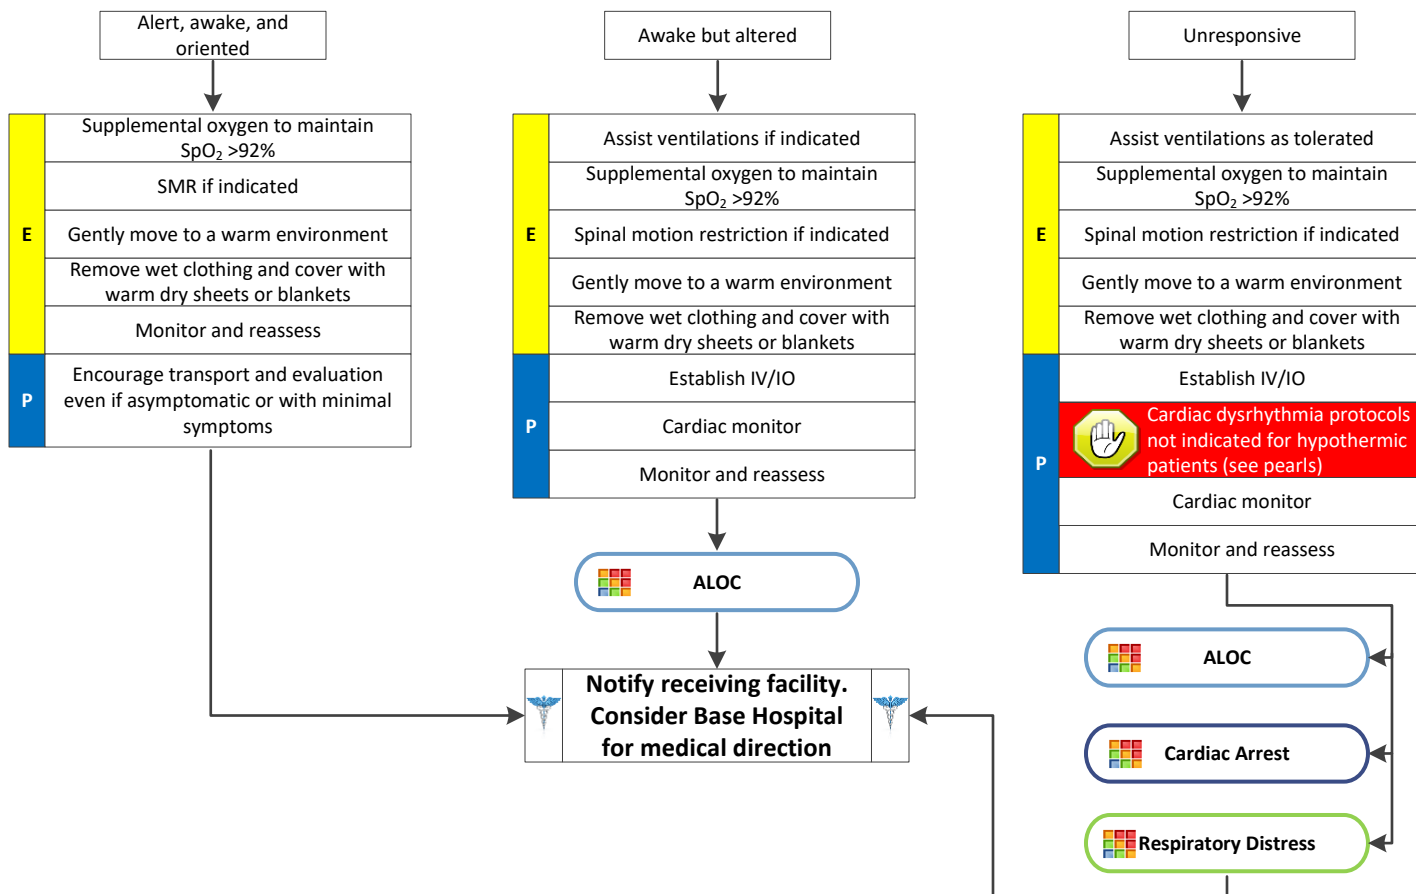 Alert, awake, and
oriented
E
Supplemental oxygen to maintain
SpO2 >92%
SMR if indicated
Gently move to a warm environment
Remove wet clothing and cover with
warm dry sheets or blankets
Monitor and reassess
P
Encourage transport and evaluation
even if asymptomatic or with minimal
symptoms
Awake but altered
E
Assist ventilations if indicated
Supplemental oxygen to maintain
SpO2 >92%
Spinal motion restriction if indicated
Gently move to a warm environment
Remove wet clothing and cover with
warm dry sheets or blankets
P
Establish IV/IO
Cardiac monitor
Monitor and reassess
ALOC
Notify receiving facility.
Consider Base Hospital
for medical direction
Unresponsive
E
Assist ventilations as tolerated
Supplemental oxygen to maintain
SpO2 >92%
Spinal motion restriction if indicated
Gently move to a warm environment
Remove wet clothing and cover with
warm dry sheets or blankets
P
Establish IV/IO
Cardiac dysrhythmia protocols
not indicated for hypothermic
patients (see pearls)
Cardiac monitor
Monitor and reassess
ALOC
Cardiac Arrest
Respiratory Distress